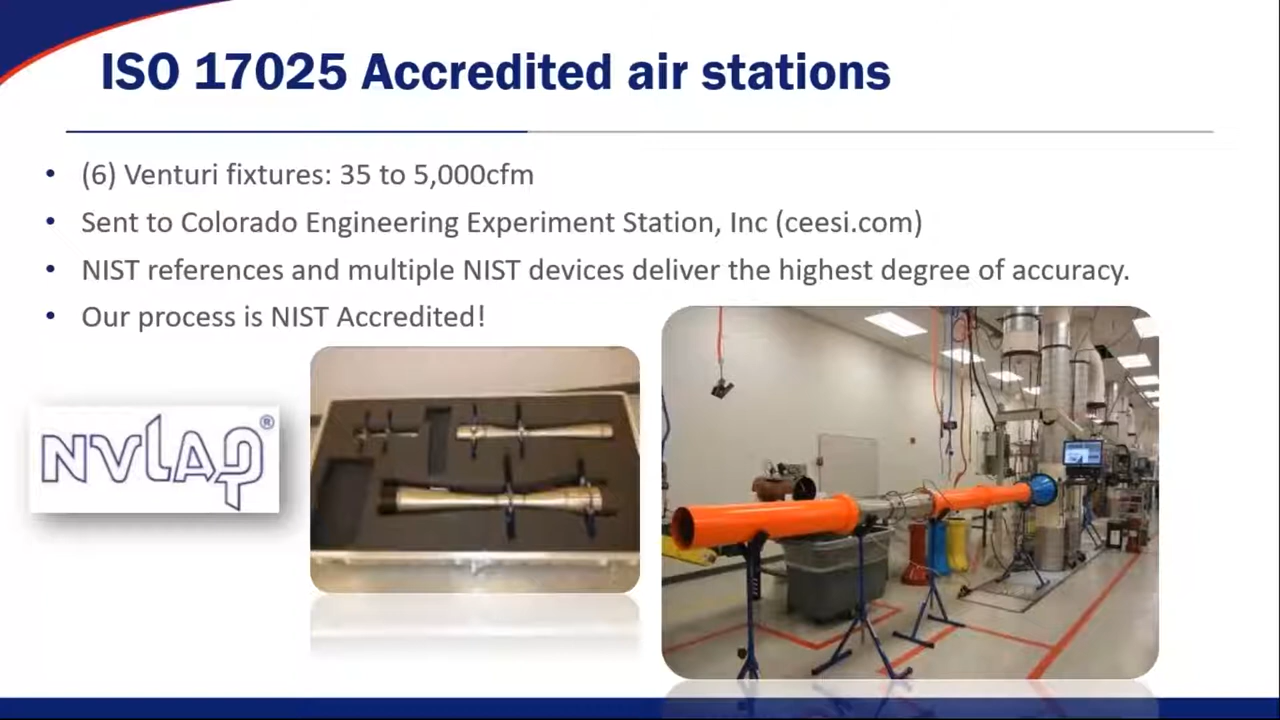 ISO 17025 Accredited air stations
• (6) Venturi fixtures: 35 to 5,000cfm
• Sent to Colorado Engineering Experiment Station, Inc (ceesi.com)
• NIST references and multiple NIST devices deliver the highest degree of accuracy.
• Our process is NIST Accredited!
NVLAP®